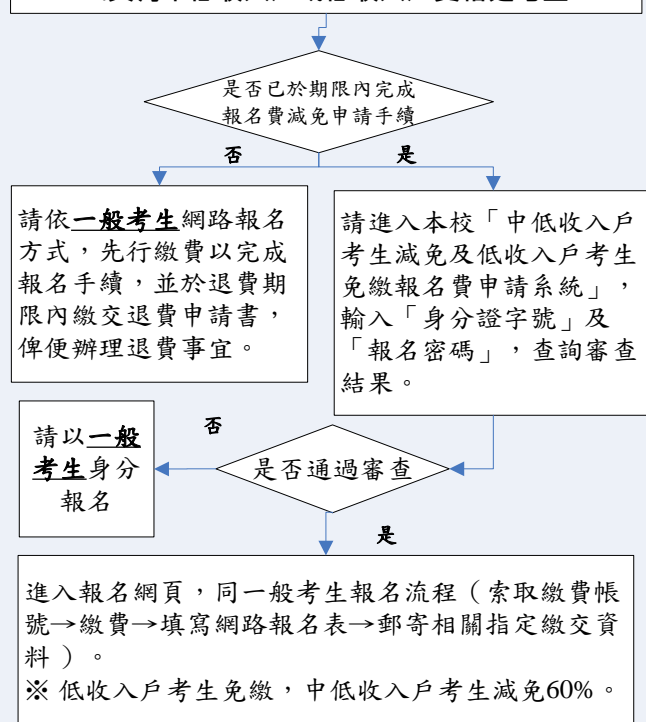 是否已於期限內完成
報名費減免申請手續
否
是
請依一般考生網路報名
方式，先行繳費以完成
報名手續，並於退費期
限內繳交退費申請書，
俾便辦理退費事宜。
請進入本校「中低收入戶
考生減免及低收入戶考生
免繳報名費申請系統」，
輸入「身分證字號」及
「報名密碼」，查詢審查
結果。
請以一般
考生身分
報名
否
是否通過審查
是
進入報名網頁，同一般考生報名流程（索取繳費帳
號→繳費→填寫網路報名表→郵寄相關指定繳交資
料）。
※ 低收入戶考生免繳，中低收入戶考生減免60%。